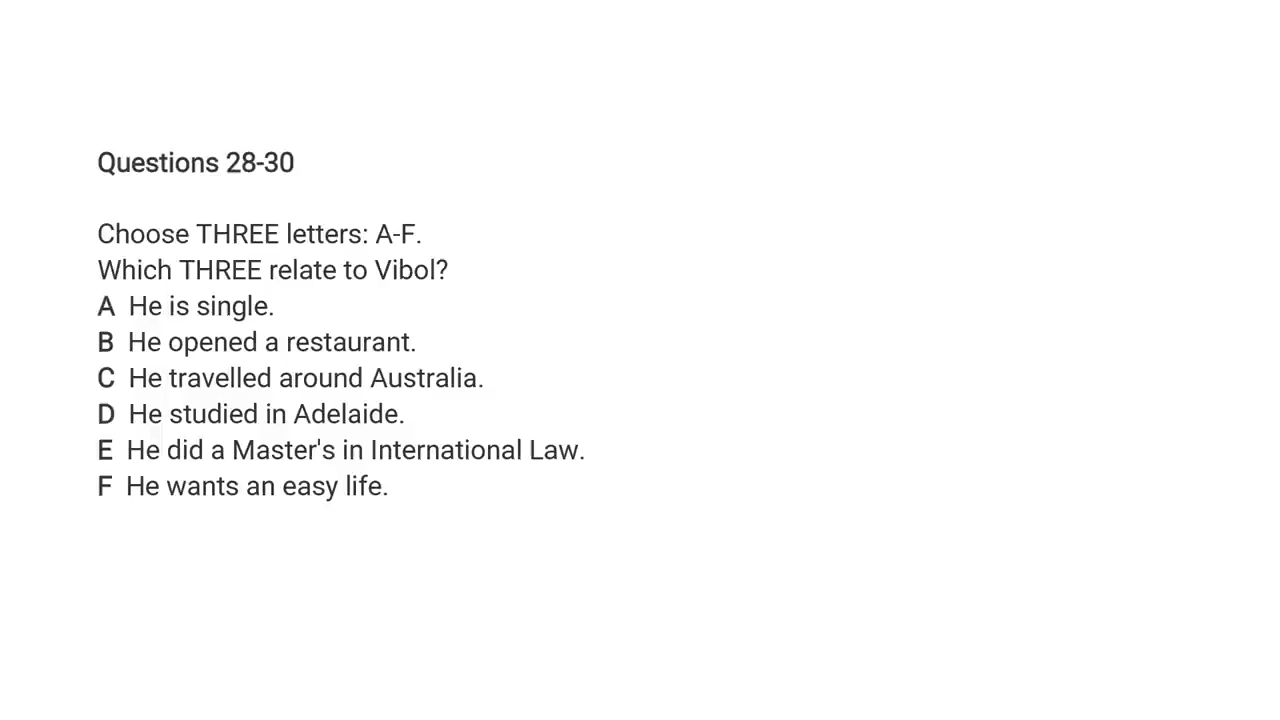 Questions 28-30
Choose THREE letters: A-F.
Which THREE relate to Vibol?
A He is single.
B He opened a restaurant.
C He travelled around Australia.
D He studied in Adelaide.
E He did a Master's in International Law.
F He wants an easy life.